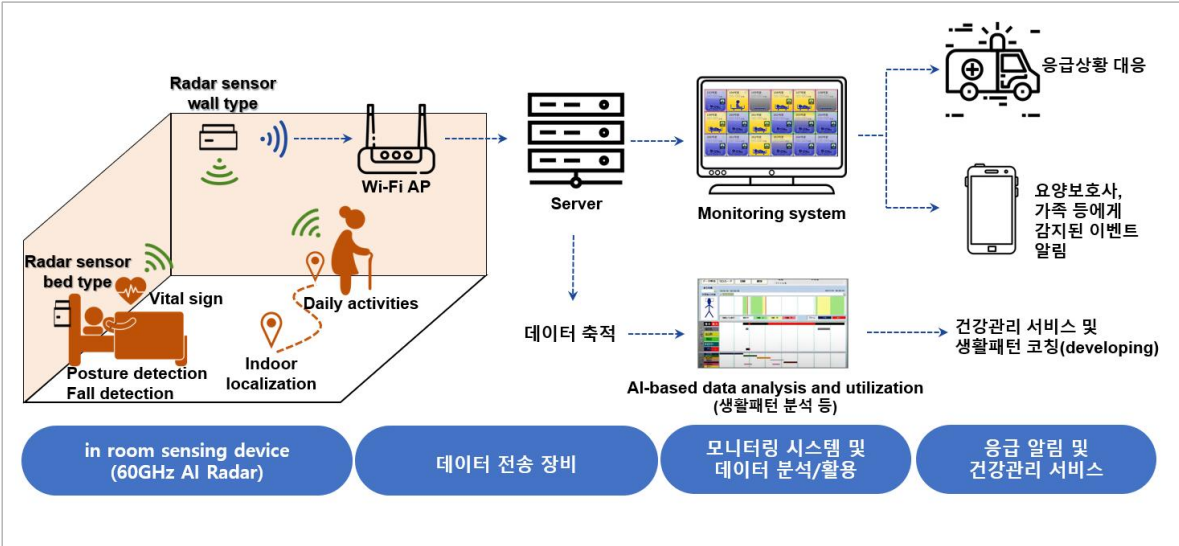 Radar sensor
wall type
Wi-Fi AP
Server
Monitoring system
응급상황 대응
요양보호사,
가족 등에게
감지된 이벤트
알림
Radar sensor
bed type
Vital sign
Daily activities
Indoor
localization
Posture detection
Fall detection
데이터 축적
AI-based data analysis and utilization
(생활패턴 분석 등)
건강관리 서비스 및
생활패턴 코칭(developing)
in room sensing device
(60GHz AI Radar)
데이터 전송 장비
모니터링 시스템 및
데이터 분석/활용
응급 알림 및
건강관리 서비스